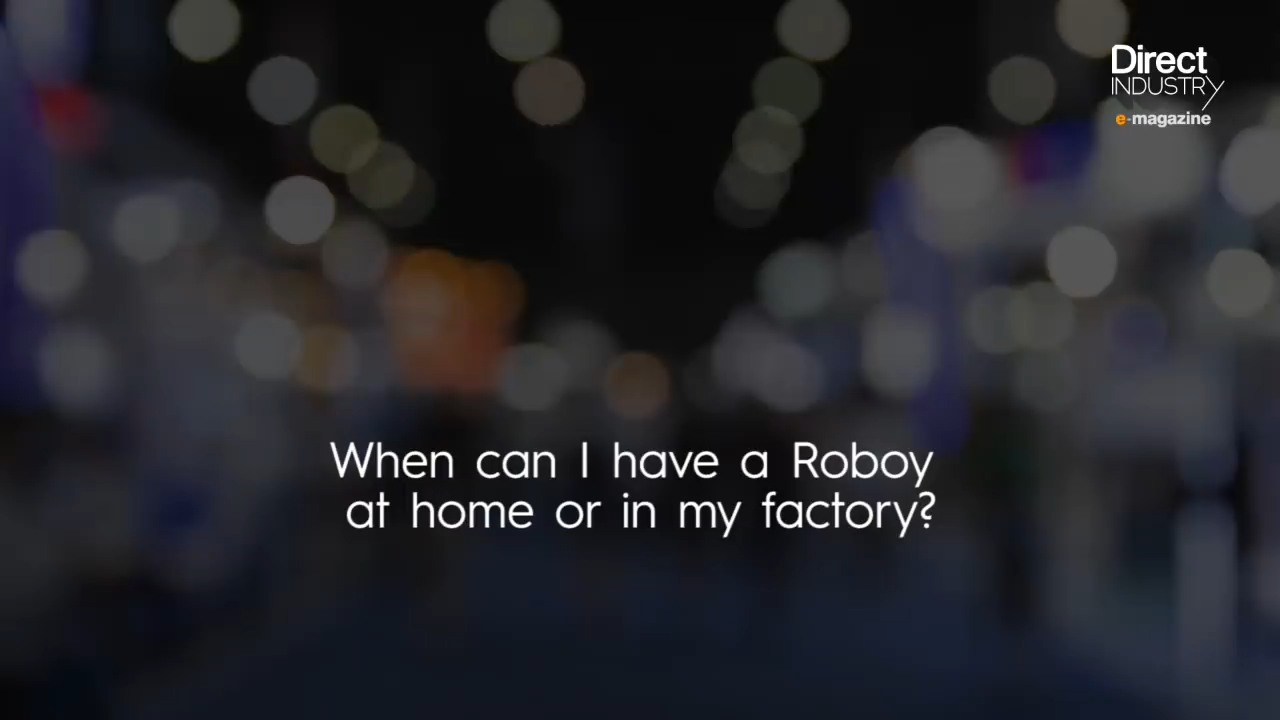 Direct
INDUSTRY
e-magazine
When can I have a Roboy
at home or in my factory?